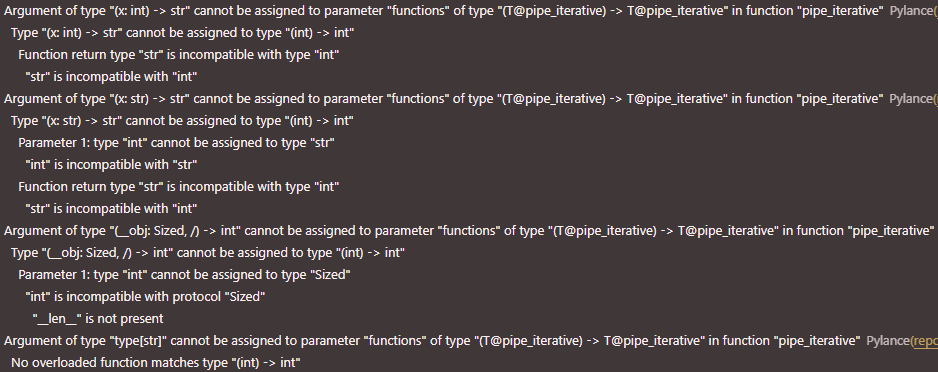 Argument of type "(x: int) -> str" cannot be assigned to parameter "functions" of type "(T@pipe_iterative) -> T@pipe_iterative" in function "pipe_iterative" Pylance(
Type "(x: int) -> str" cannot be assigned to type "(int) -> int"
Function return type "str" is incompatible with type "int"
"str" is incompatible with "int"
Argument of type "(x: str) -> str" cannot be assigned to parameter "functions" of type "(T@pipe_iterative) -> T@pipe_iterative" in function "pipe_iterative" Pylance(
Type "(x: str) -> str" cannot be assigned to type "(int) -> int"
Parameter 1: type "int" cannot be assigned to type "str"
"int" is incompatible with "str"
Function return type "str" is incompatible with type "int"
"str" is incompatible with "int"
Argument of type "(__obj: Sized, /) -> int" cannot be assigned to parameter "functions" of type "(T@pipe_iterative) -> T@pipe_iterative" in function "pipe_iterative"
Type "(__obj: Sized, /) -> int" cannot be assigned to type "(int) -> int"
Parameter 1: type "int" cannot be assigned to type "Sized"
"int" is incompatible with protocol "Sized"
"__len__" is not present
Argument of type "type[str]" cannot be assigned to parameter "functions" of type "(T@pipe_iterative) -> T@pipe_iterative" in function "pipe_iterative" Pylance(repo
No overloaded function matches type "(int) -> int"